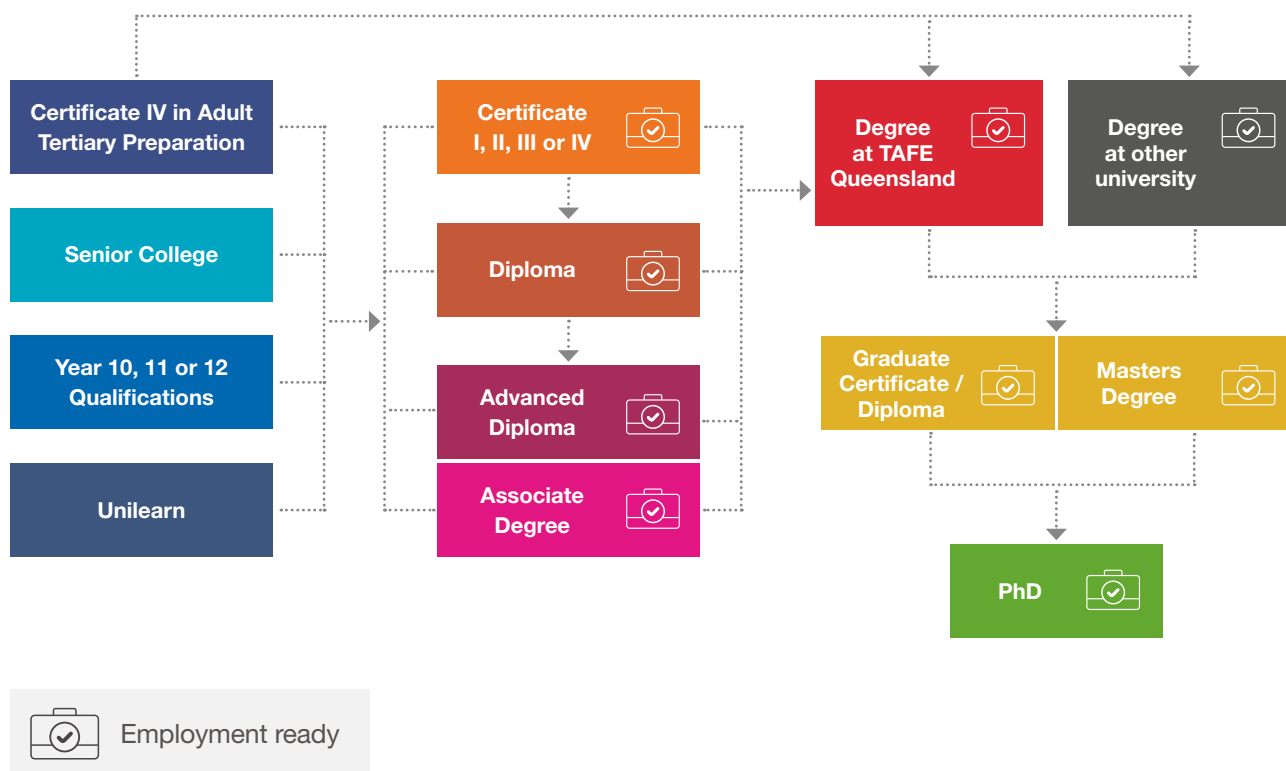 Certificate IV in Adult
Tertiary Preparation
Senior College
Year 10, 11 or 12
Qualifications
Unilearn
Certificate
I, II, III or IV
Diploma
Advanced
Diploma
Associate
Degree
Degree
at TAFE
Queensland
Degree
at other
university
Graduate
Certificate /
Diploma
Masters
Degree
PhD
Employment ready